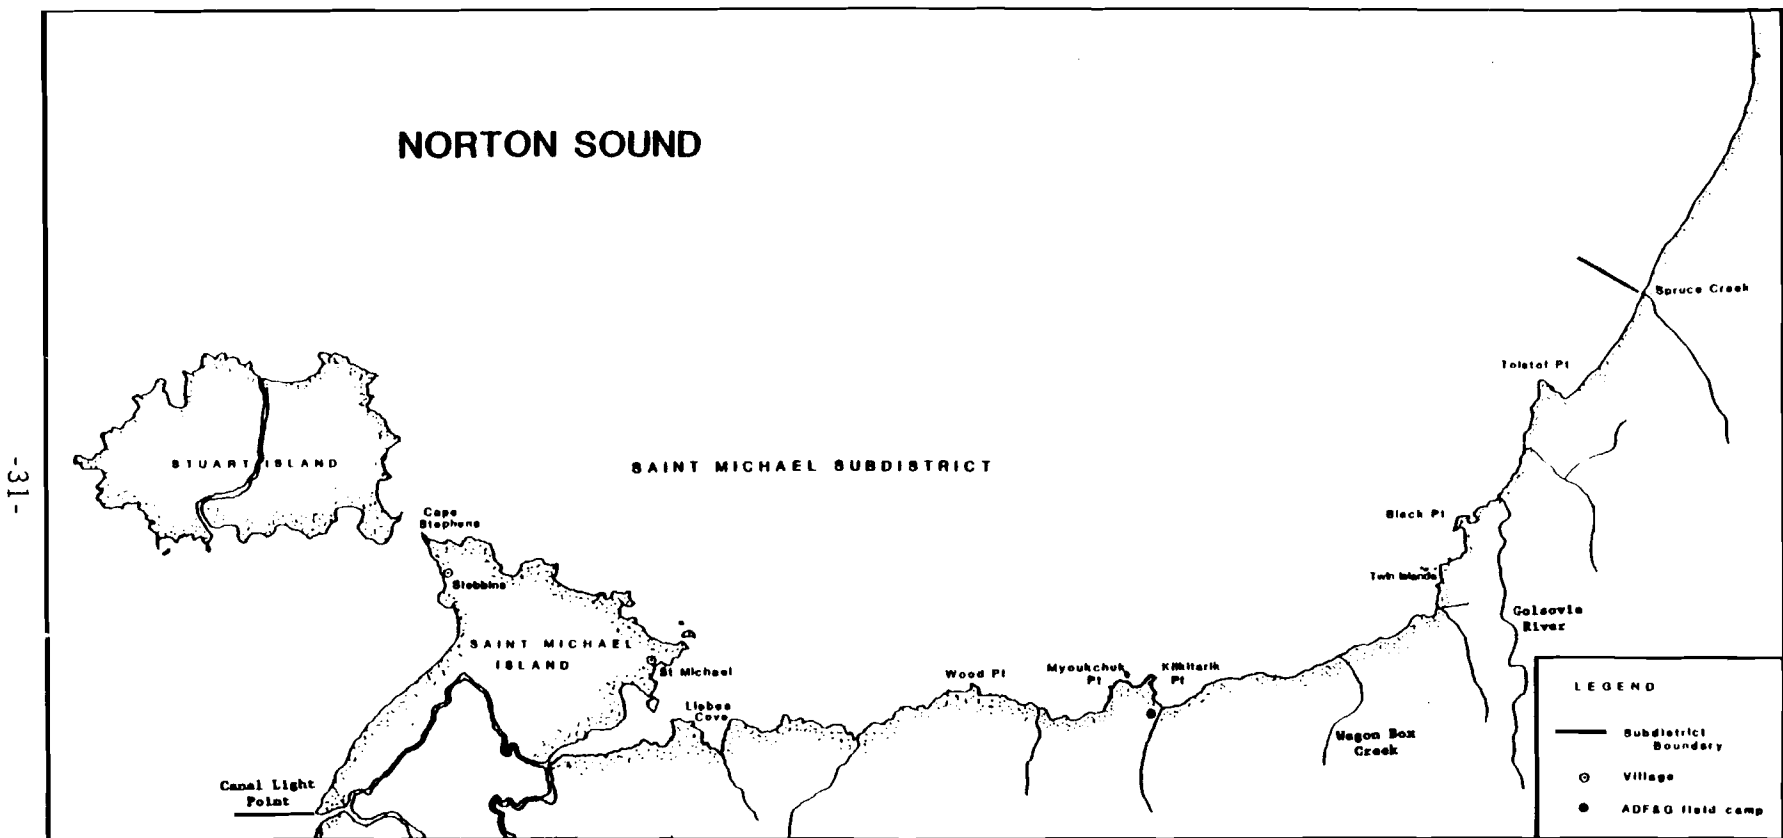 NORTON SOUND
Spruce Creek
Tolstof Pt
STUART ISLAND
SAINT MICHAEL SUBDISTRICT
-31-
Cape
Stephens
Black Pt
Stebbins
Twin Islands
Golsovia
River
SAINT MICHAEL
ISLAND
St Michael
Wood Pt
Myoukchuk
Pt
Klikitarik
Pt
Liebes
Cove
Wagon Box
Creek
Canal Light
Point
LEGEND
Subdistrict
Boundary
Village
ADF&G field camp